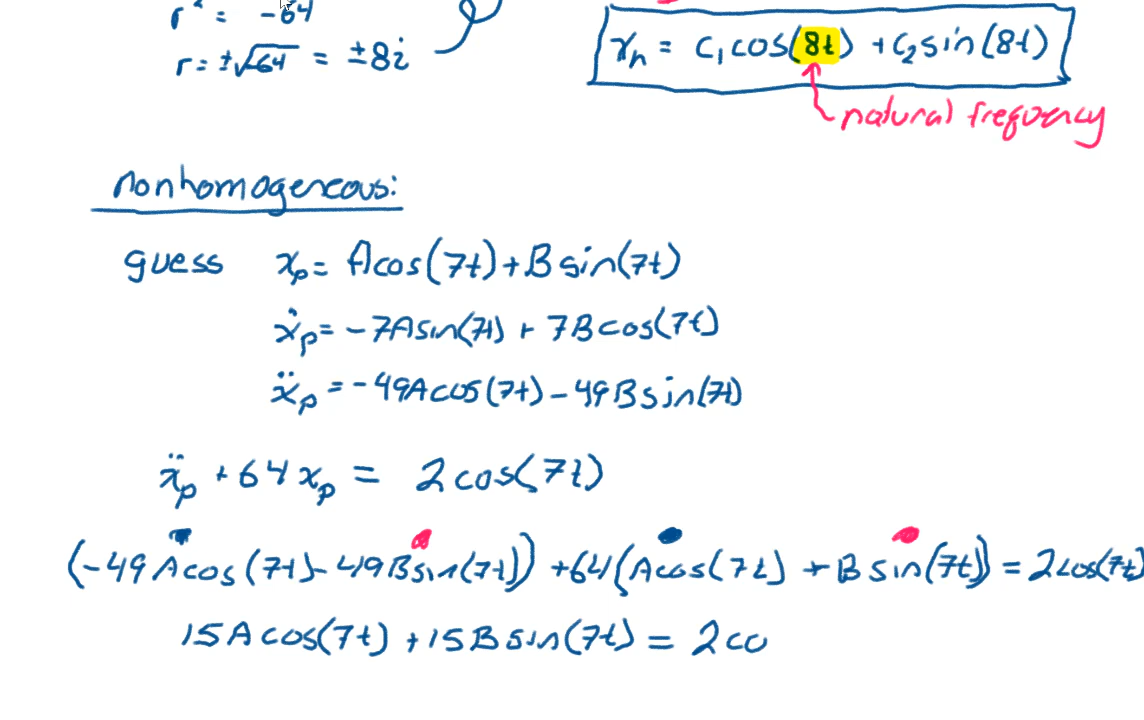 r² = -64
r = ±√-64 = ±8i
xₕ = C₁cos(8t) + C₂sin(8t)
natural frequency
nonhomogeneous:
guess xₚ = Acos(7t) + Bsin(7t)
ẋₚ = -7Asin(7t) + 7Bcos(7t)
ẍₚ = -49Acos(7t) - 49Bsin(7t)
ẍₚ + 64xₚ = 2cos(7t)
(-49Acos(7t) - 49Bsin(7t)) + 64(Acos(7t) + Bsin(7t)) = 2cos(7t)
15Acos(7t) + 15Bsin(7t) = 2co